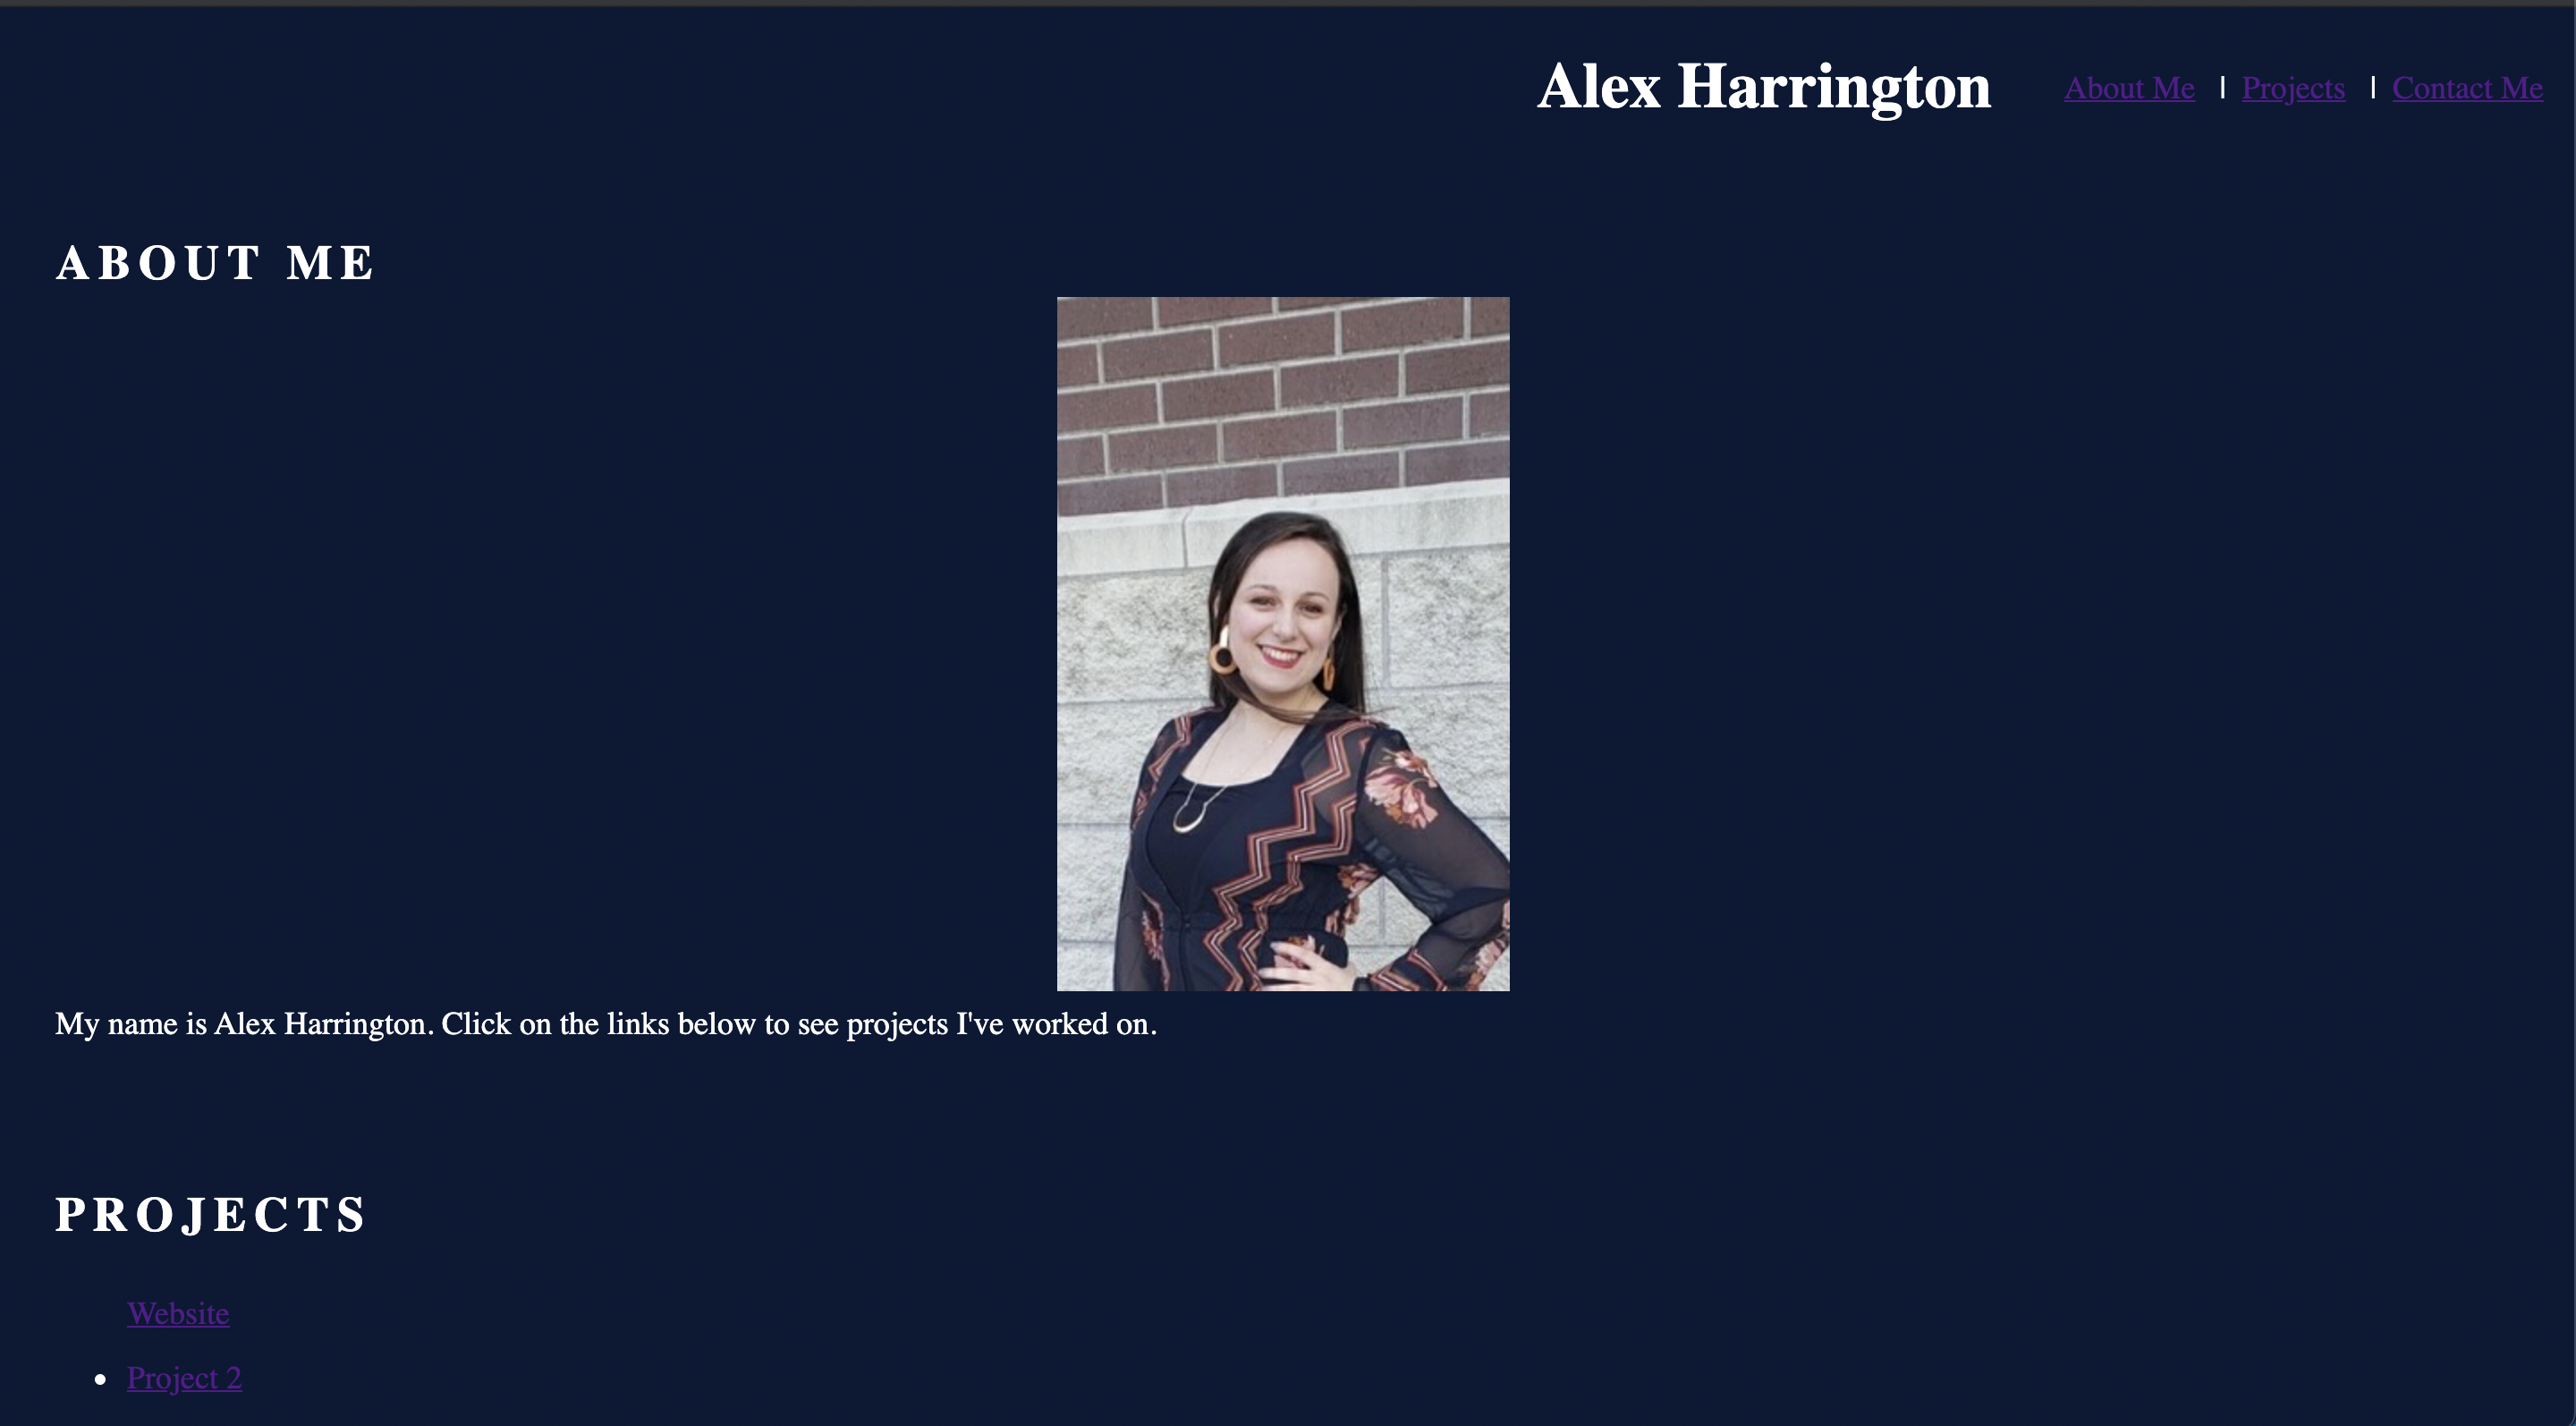 Alex Harrington About Me | Projects | Contact Me
ABOUT ME
My name is Alex Harrington. Click on the links below to see projects I've worked on.
PROJECTS
Website
• Project 2